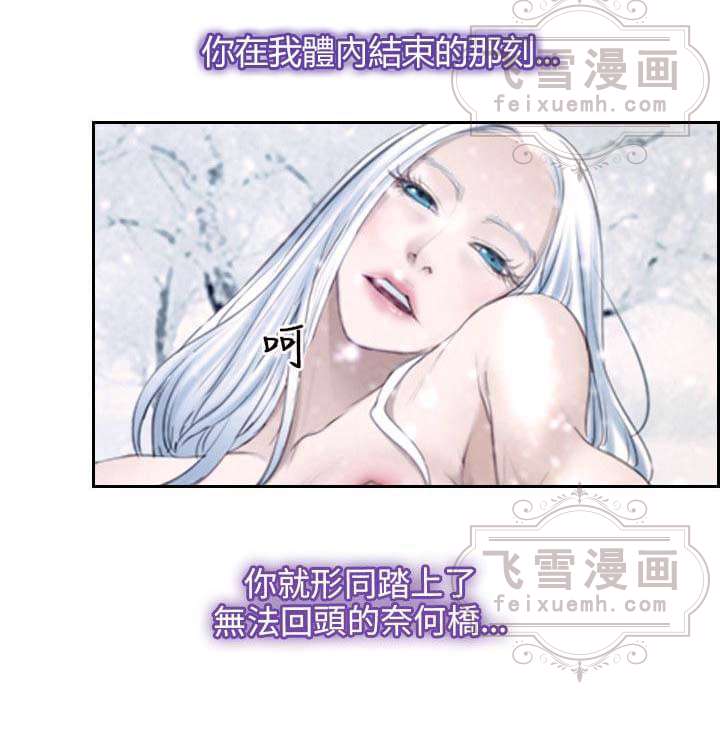 你在我體內結束的那刻...
飞雪漫画
feixuemh.com
呵
飞雪漫画
feixuemh.com
你就形同踏上了
無法回頭的奈何橋...